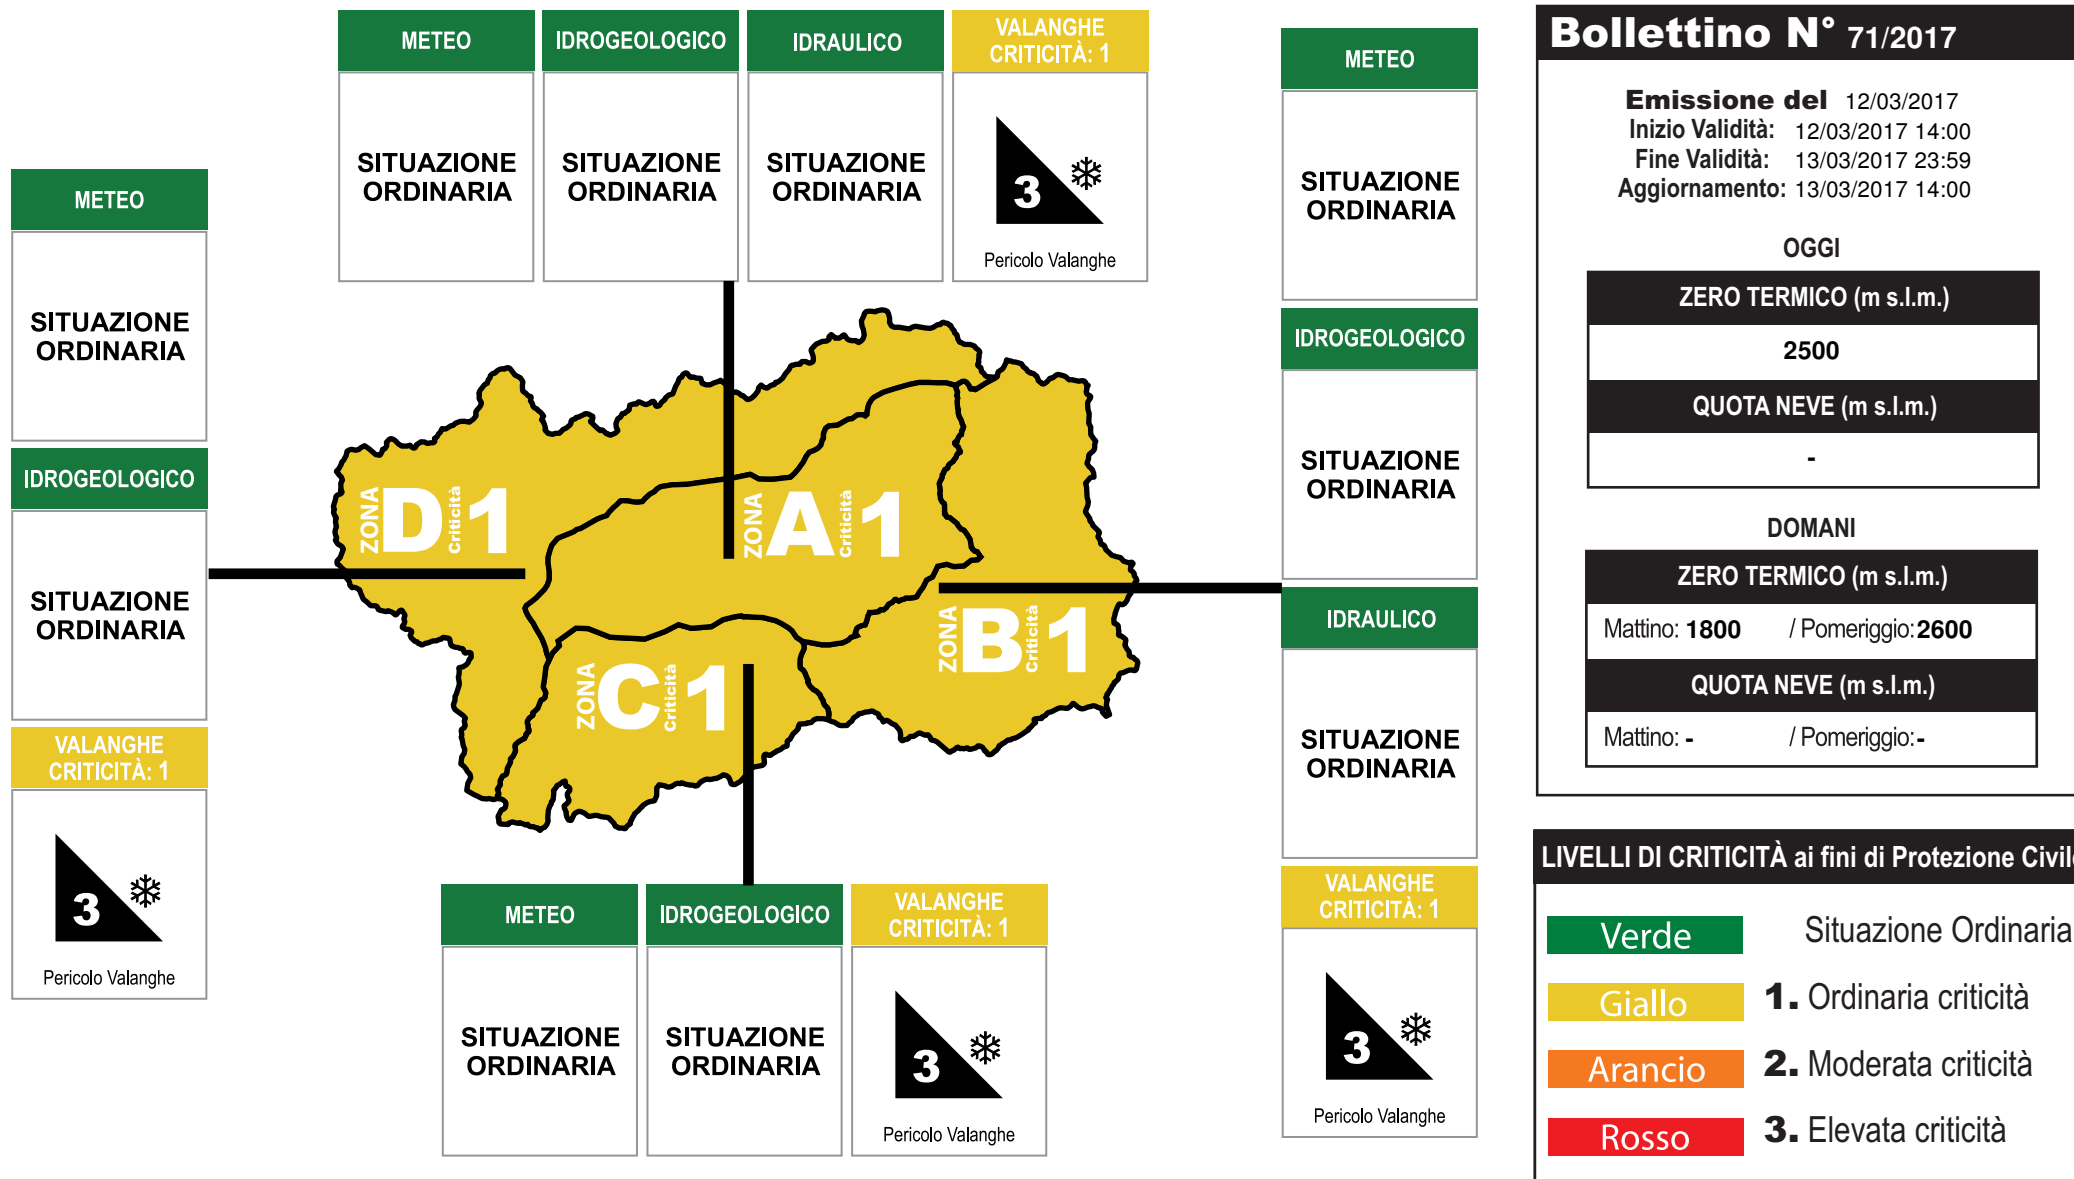 METEO
SITUAZIONE
ORDINARIA
IDROGEOLOGICO
SITUAZIONE
ORDINARIA
IDRAULICO
SITUAZIONE
ORDINARIA
VALANGHE
CRITICITÀ: 1
3
Pericolo Valanghe
METEO
SITUAZIONE
ORDINARIA
IDROGEOLOGICO
SITUAZIONE
ORDINARIA
VALANGHE
CRITICITÀ: 1
3
Pericolo Valanghe
ZONA D Criticità 1
ZONA A Criticità 1
ZONA B Criticità 1
ZONA C Criticità 1
METEO
SITUAZIONE
ORDINARIA
IDROGEOLOGICO
SITUAZIONE
ORDINARIA
VALANGHE
CRITICITÀ: 1
3
Pericolo Valanghe
METEO
SITUAZIONE
ORDINARIA
IDROGEOLOGICO
SITUAZIONE
ORDINARIA
IDRAULICO
SITUAZIONE
ORDINARIA
VALANGHE
CRITICITÀ: 1
3
Pericolo Valanghe
Bollettino N° 71/2017
Emissione del 12/03/2017
Inizio Validità: 12/03/2017 14:00
Fine Validità: 13/03/2017 23:59
Aggiornamento: 13/03/2017 14:00
OGGI
ZERO TERMICO (m s.l.m.)
2500
QUOTA NEVE (m s.l.m.)
-
DOMANI
ZERO TERMICO (m s.l.m.)
Mattino: 1800 / Pomeriggio: 2600
QUOTA NEVE (m s.l.m.)
Mattino: - / Pomeriggio: -
LIVELLI DI CRITICITÀ ai fini di Protezione Civile
Verde Situazione Ordinaria
Giallo 1. Ordinaria criticità
Arancio 2. Moderata criticità
Rosso 3. Elevata criticità